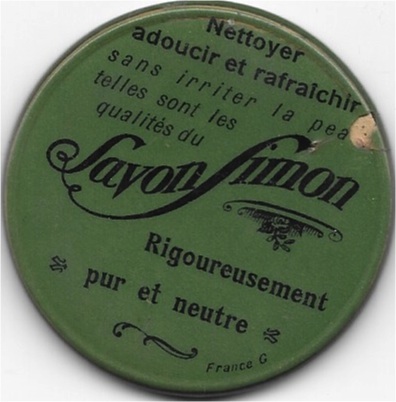 Nettoyer
adoucir et rafraîchir
sans irriter la pea
telles sont les
qualités du
Savon Simon
Rigoureusement
pur et neutre
France G